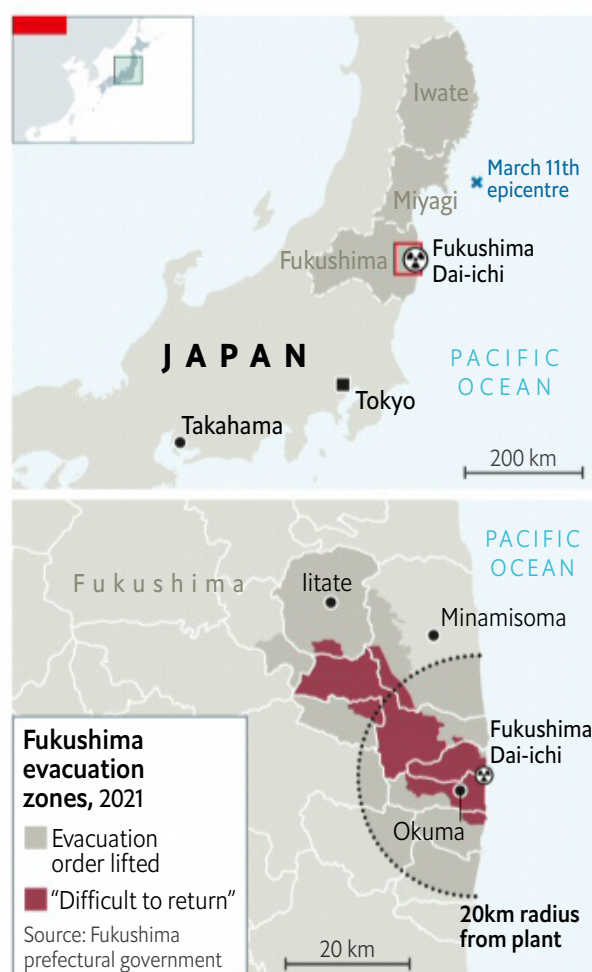 Iwate
March 11th
epicentre
Miyagi
Fukushima
Fukushima
Dai-ichi
JAPAN
PACIFIC
OCEAN
Tokyo
Takahama
200 km
PACIFIC
OCEAN
Fukushima
Iitate
Minamisoma
Fukushima
Dai-ichi
Okuma
Fukushima
evacuation
zones, 2021
Evacuation
order lifted
"Difficult to return"
Source: Fukushima
prefectural government
20km radius
from plant
20 km